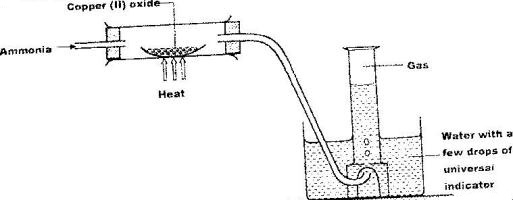 Copper (II) oxide
Ammonia
Heat
Gas
Water with a
few drops of
universal
indicator